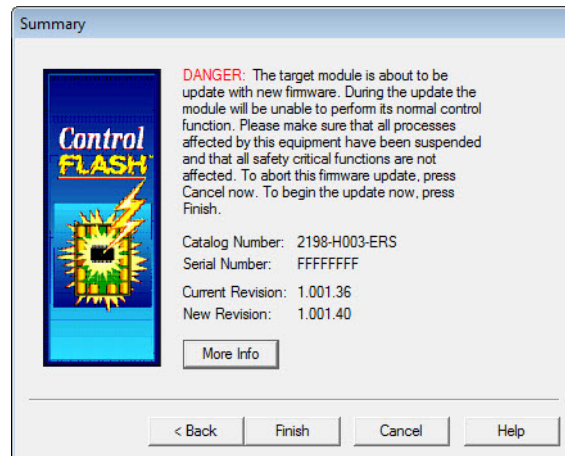 Summary
Control
FLASH
DANGER: The target module is about to be
update with new firmware. During the update the
module will be unable to perform its normal control
function. Please make sure that all processes
affected by this equipment have been suspended
and that all safety critical functions are not
affected. To abort this firmware update, press
Cancel now. To begin the update now, press
Finish.
Catalog Number: 2198-H003-ERS
Serial Number: FFFFFFFF
Current Revision: 1.001.36
New Revision: 1.001.40
More Info
< Back Finish Cancel Help